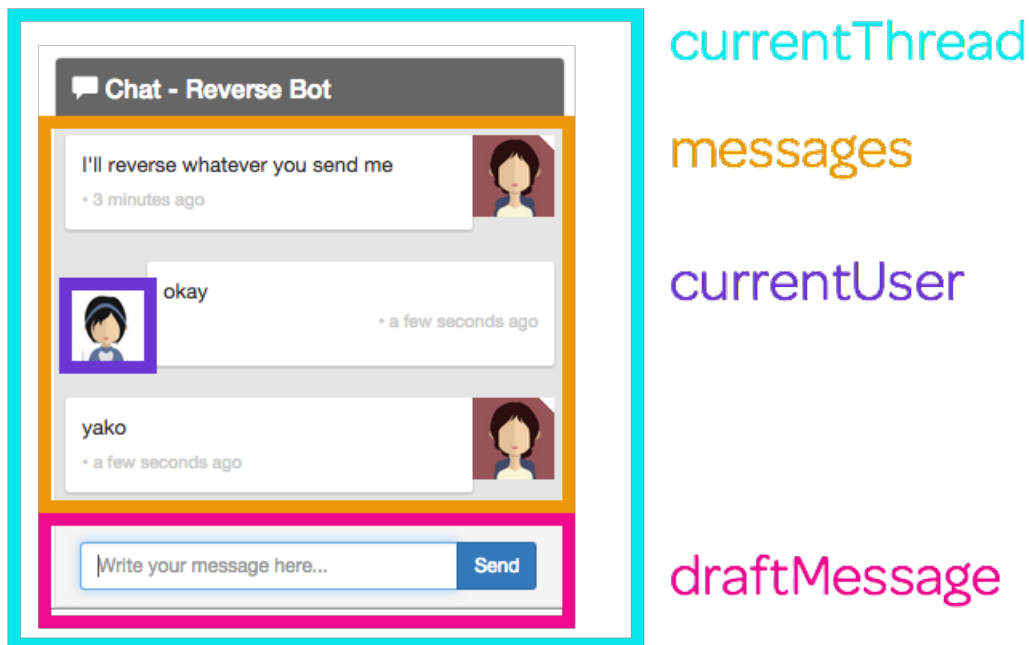 currentThread
Chat - Reverse Bot
messages
I'll reverse whatever you send me
• 3 minutes ago
currentUser
okay
• a few seconds ago
yako
• a few seconds ago
Write your message here...
Send
draftMessage